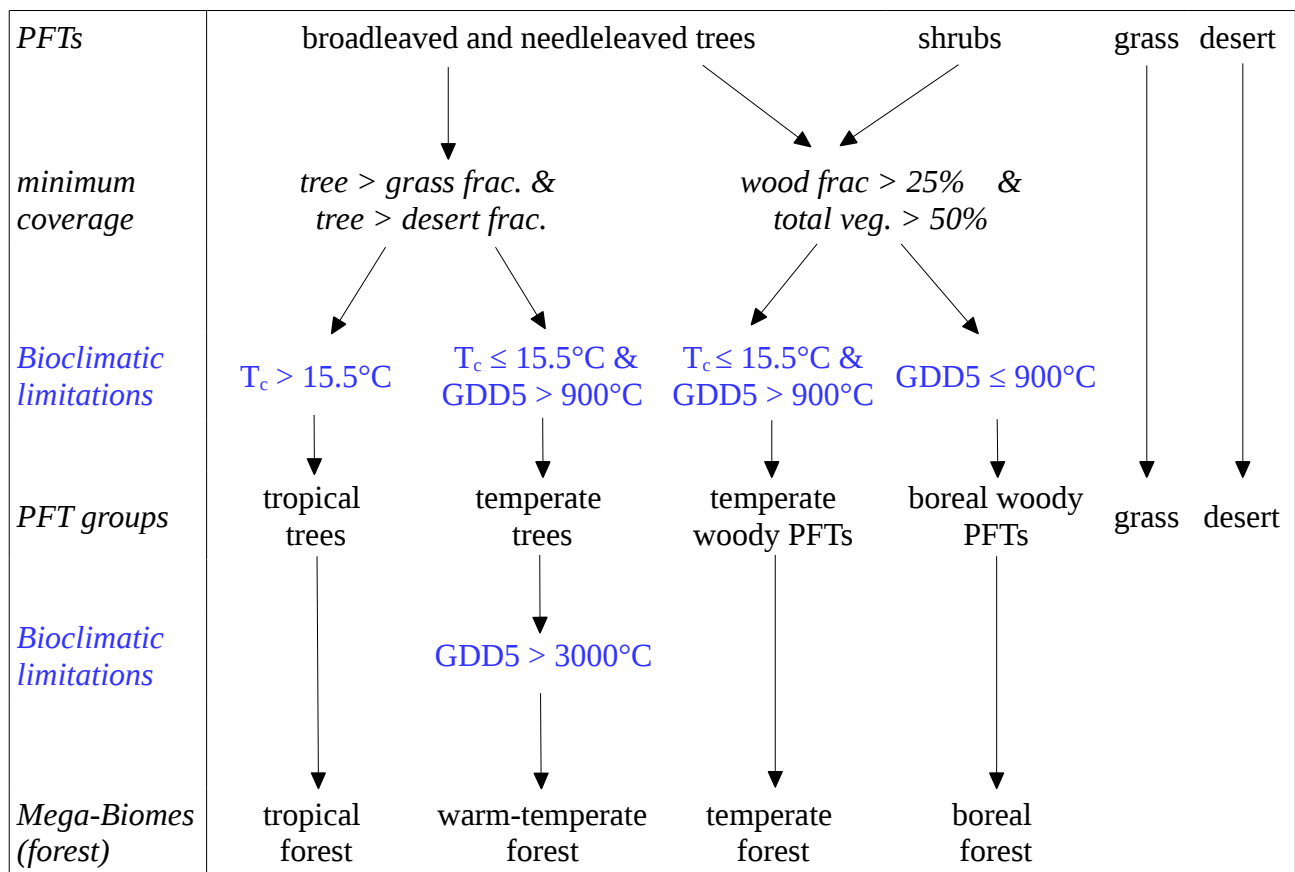 PFTs broadleaved and needleleaved trees shrubs grass desert
minimum coverage
tree > grass frac. &
tree > desert frac.
wood frac > 25% &
total veg. > 50%
Bioclimatic
limitations
Tc > 15.5°C
Tc ≤ 15.5°C &
GDD5 > 900°C
Tc ≤ 15.5°C &
GDD5 > 900°C
GDD5 ≤ 900°C
PFT groups
tropical
trees
temperate
trees
temperate
woody PFTs
boreal woody
PFTs
grass desert
Bioclimatic
limitations
GDD5 > 3000°C
Mega-Biomes
(forest)
tropical
forest
warm-temperate
forest
temperate
forest
boreal
forest